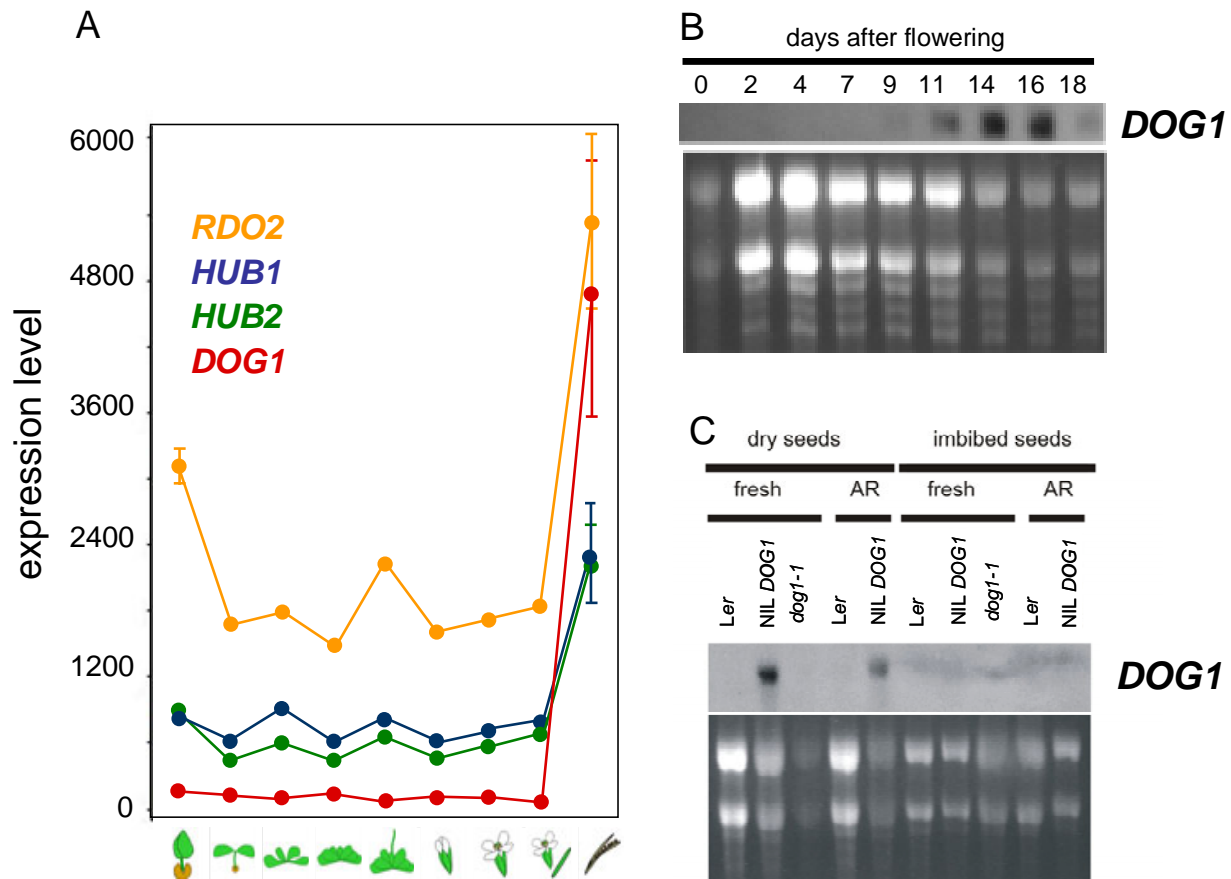 A
expression level
6000
4800
3600
2400
1200
0
RDO2
HUB1
HUB2
DOG1
B
days after flowering
0 2 4 7 9 11 14 16 18
DOG1
C
dry seeds imbibed seeds
fresh AR fresh AR
Ler NIL DOG1 dog1-1 Ler NIL DOG1 Ler NIL DOG1 dog1-1 Ler NIL DOG1
DOG1